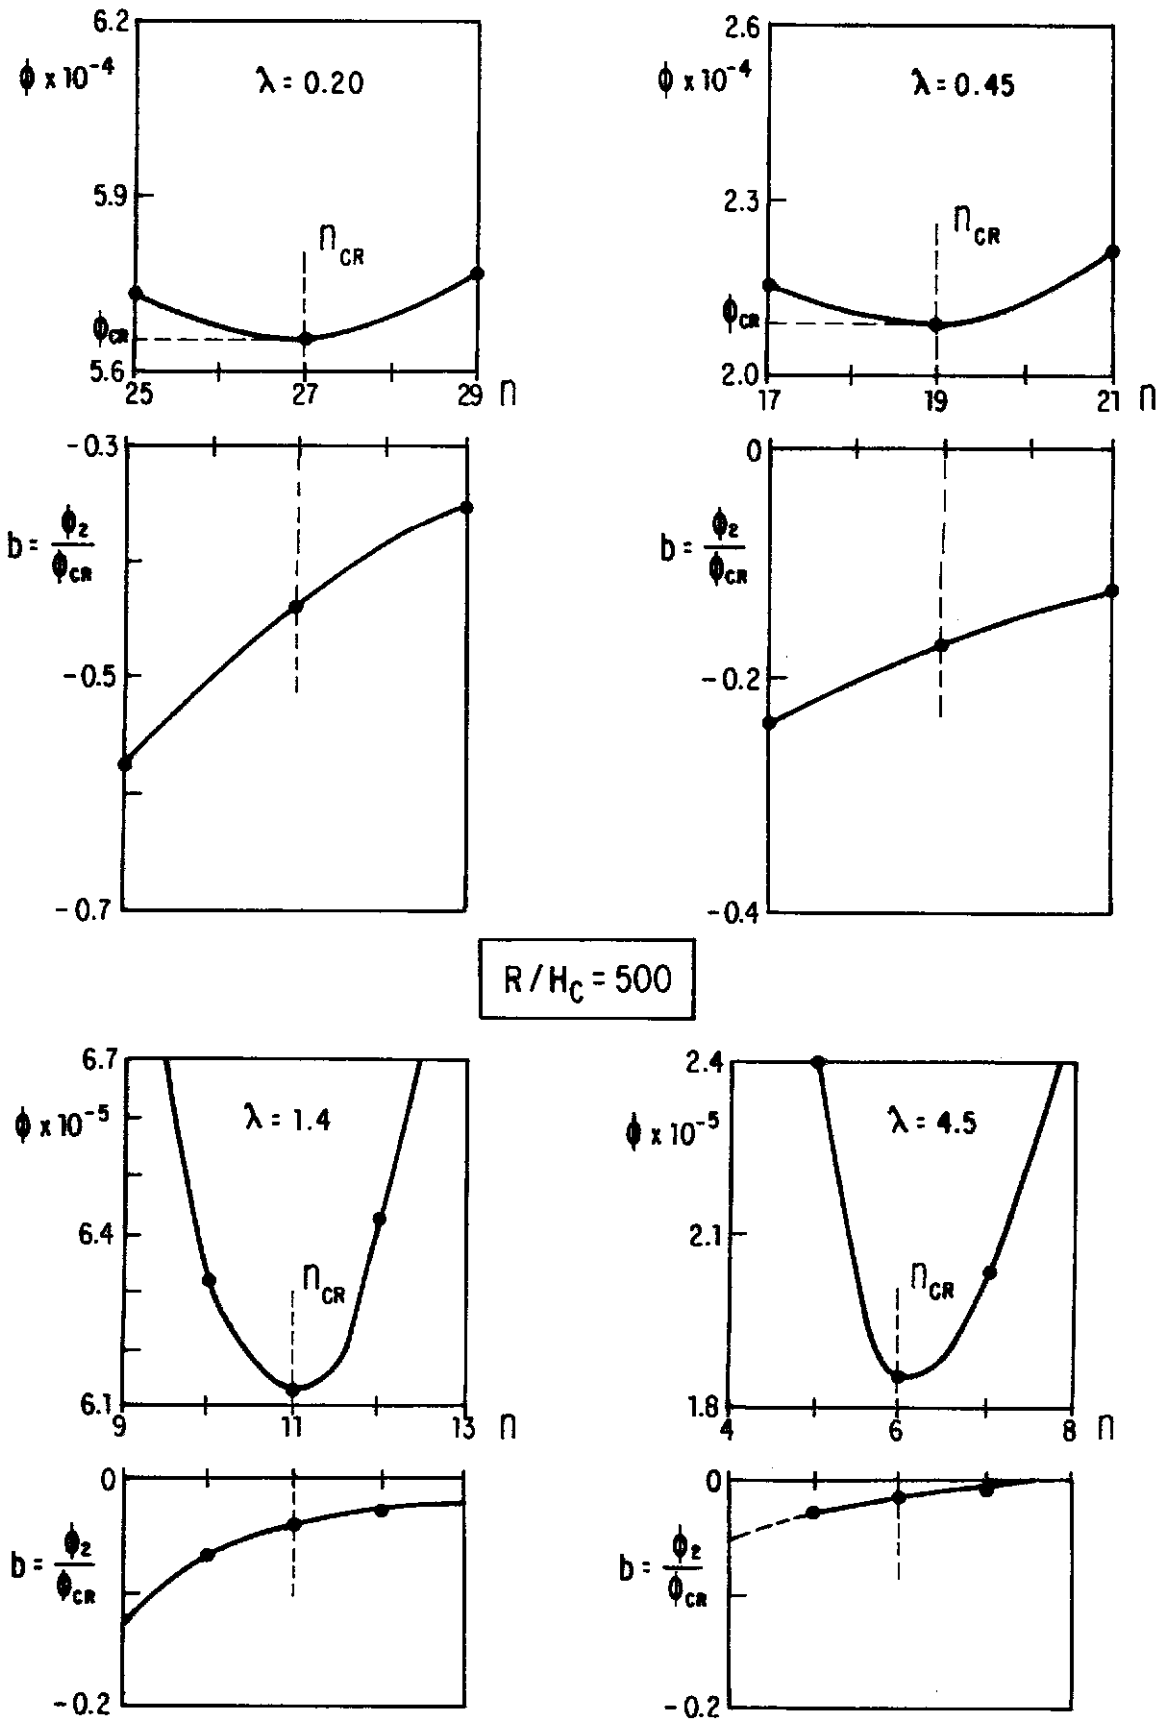 6.2
ϕ x 10⁻⁴
λ = 0.20
5.9
n_CR
ϕ_CR
5.6
25 27 29 n
2.6
ϕ x 10⁻⁴
λ = 0.45
2.3
n_CR
ϕ_CR
2.0
17 19 21 n
-0.3
b = ϕ₂/ϕ_CR
-0.5
-0.7
0
b = ϕ₂/ϕ_CR
-0.2
-0.4
R/H_C = 500
6.7
ϕ x 10⁻⁵
λ = 1.4
6.4
n_CR
6.1
9 11 13 n
2.4
ϕ x 10⁻⁵
λ = 4.5
2.1
n_CR
1.8
4 6 8 n
0
b = ϕ₂/ϕ_CR
-0.2
0
b = ϕ₂/ϕ_CR
-0.2